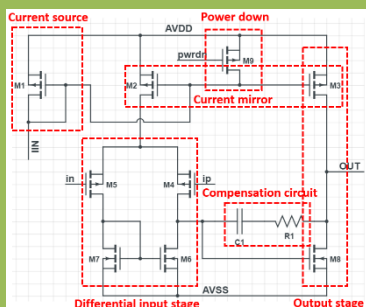 Current source
Power down
AVDD
pwrdn
M9
M1
M2
M3
Current mirror
IIN
OUT
in
ip
M5
M4
Compensation circuit
C1
R1
M7
M6
M8
AVSS
Differential input stage
Output stage